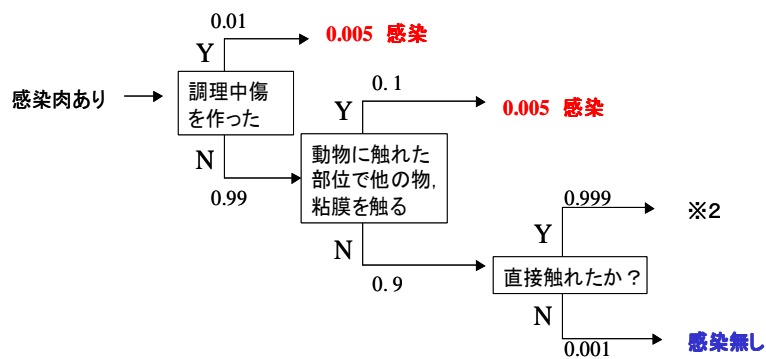 0.01
0.005 感染
Y
感染肉あり
調理中傷
を作った
0.1
0.005 感染
Y
N
0.99
動物に触れた
部位で他の物,
粘膜を触る
0.999
※2
Y
N
0.9
直接触れたか?
N
0.001
感染無し